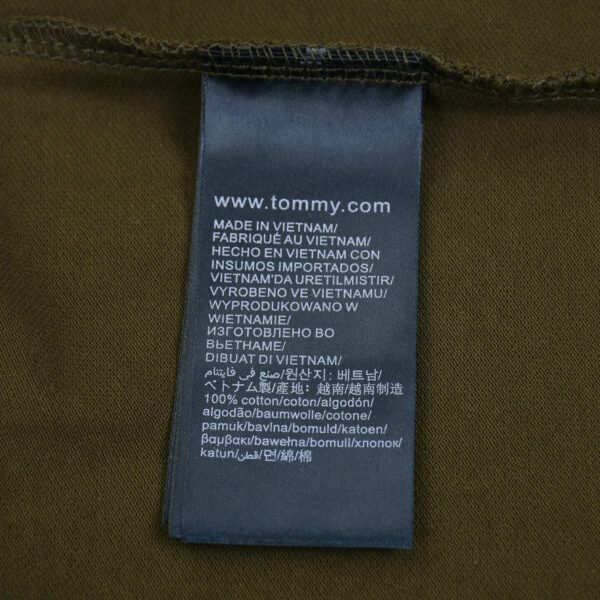 www.tommy.com
MADE IN VIETNAM/
FABRIQUÉ AU VIETNAM/
HECHO EN VIETNAM CON
INSUMOS IMPORTADOS/
VIETNAM'DA URETILMISTIR/
VYROBENO VE VIETNAMU/
WYPRODUKOWANO W
WIETNAMIE/
ИЗГОТОВЛЕНО ВО
ВЬЕТНАМЕ/
DIBUAT DI VIETNAM/
صنع في فايتنام/원산지: 베트남/
ベトナム製/產地: 越南/越南制造
100% cotton/coton/algodón/
algodão/baumwolle/cotone/
pamuk/bavlna/bomuld/katoen/
βαμβακι/bawełna/bomull/хлопок/
katun/قطن/면/綿/棉